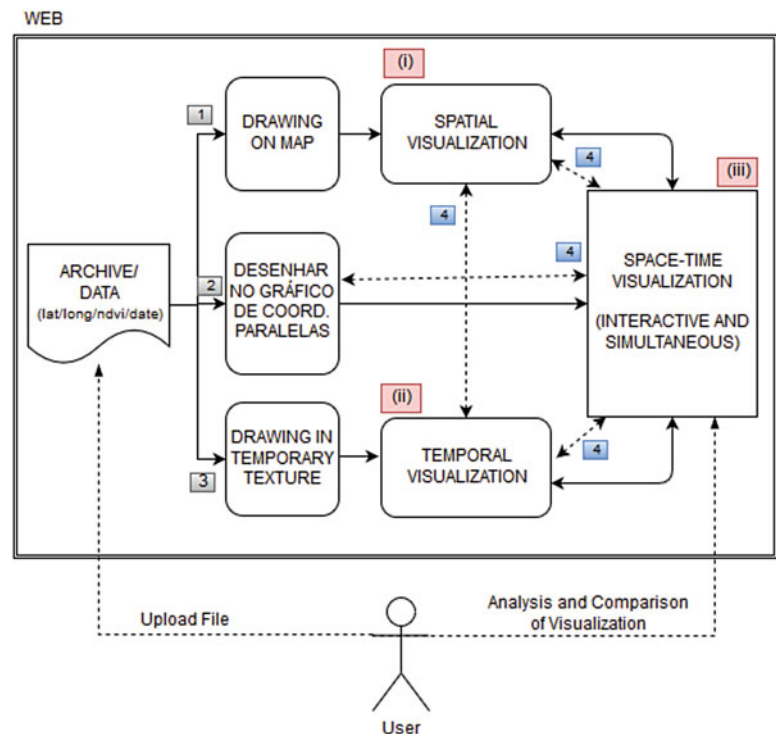 WEB
(i)
1
DRAWING
ON MAP
SPATIAL
VISUALIZATION
4
(iii)
4
ARCHIVE/
DATA
(lat/long/ndvi/date)
2
DESENHAR
NO GRÁFICO
DE COORD.
PARALELAS
4
SPACE-TIME
VISUALIZATION
(INTERACTIVE AND
SIMULTANEOUS)
(ii)
3
DRAWING IN
TEMPORARY
TEXTURE
TEMPORAL
VISUALIZATION
4
Upload File
Analysis and Comparison
of Visualization
User